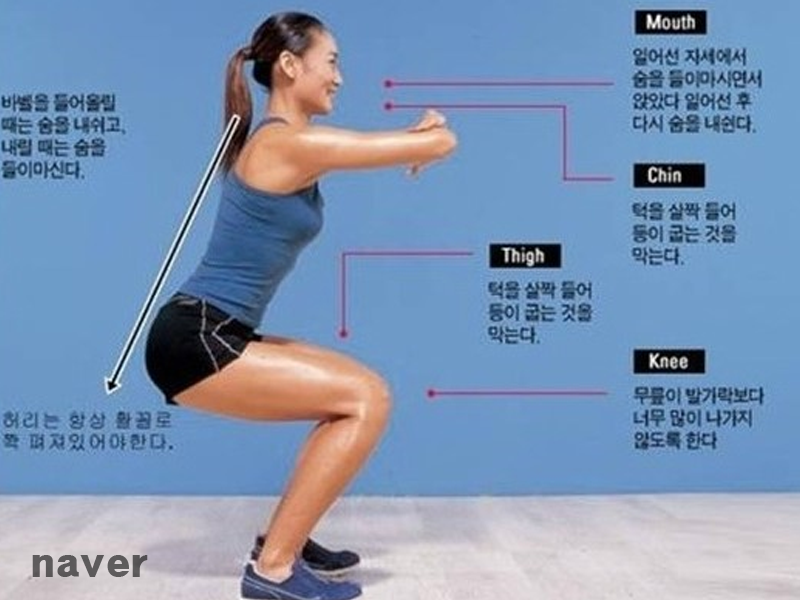 바벨을 들어올릴
때는 숨을 내쉬고,
내릴 때는 숨을
들이마신다.
허리는 항상 활꼴로
쫙 펴져있어야한다.
Mouth
일어선 자세에서
숨을 들이마시면서
앉았다 일어선 후
다시 숨을 내쉰다.
Chin
턱을 살짝 들어
등이 굽는 것을
막는다.
Thigh
턱을 살짝 들어
등이 굽는 것을
막는다.
Knee
무릎이 발가락보다
너무 많이 나가지
않도록 한다
naver